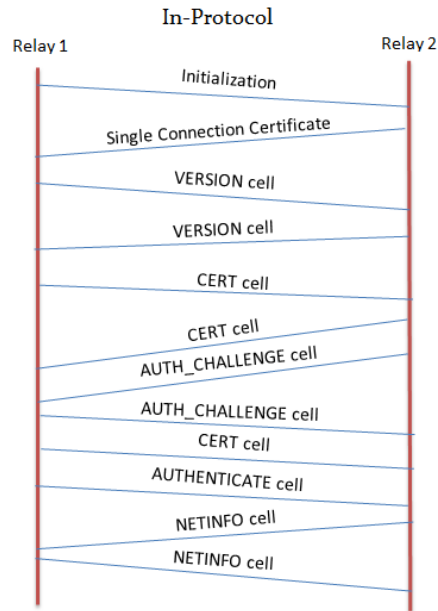 In-Protocol
Relay 1
Relay 2
Initialization
Single Connection Certificate
VERSION cell
VERSION cell
CERT cell
CERT cell
AUTH_CHALLENGE cell
AUTH_CHALLENGE cell
CERT cell
AUTHENTICATE cell
NETINFO cell
NETINFO cell